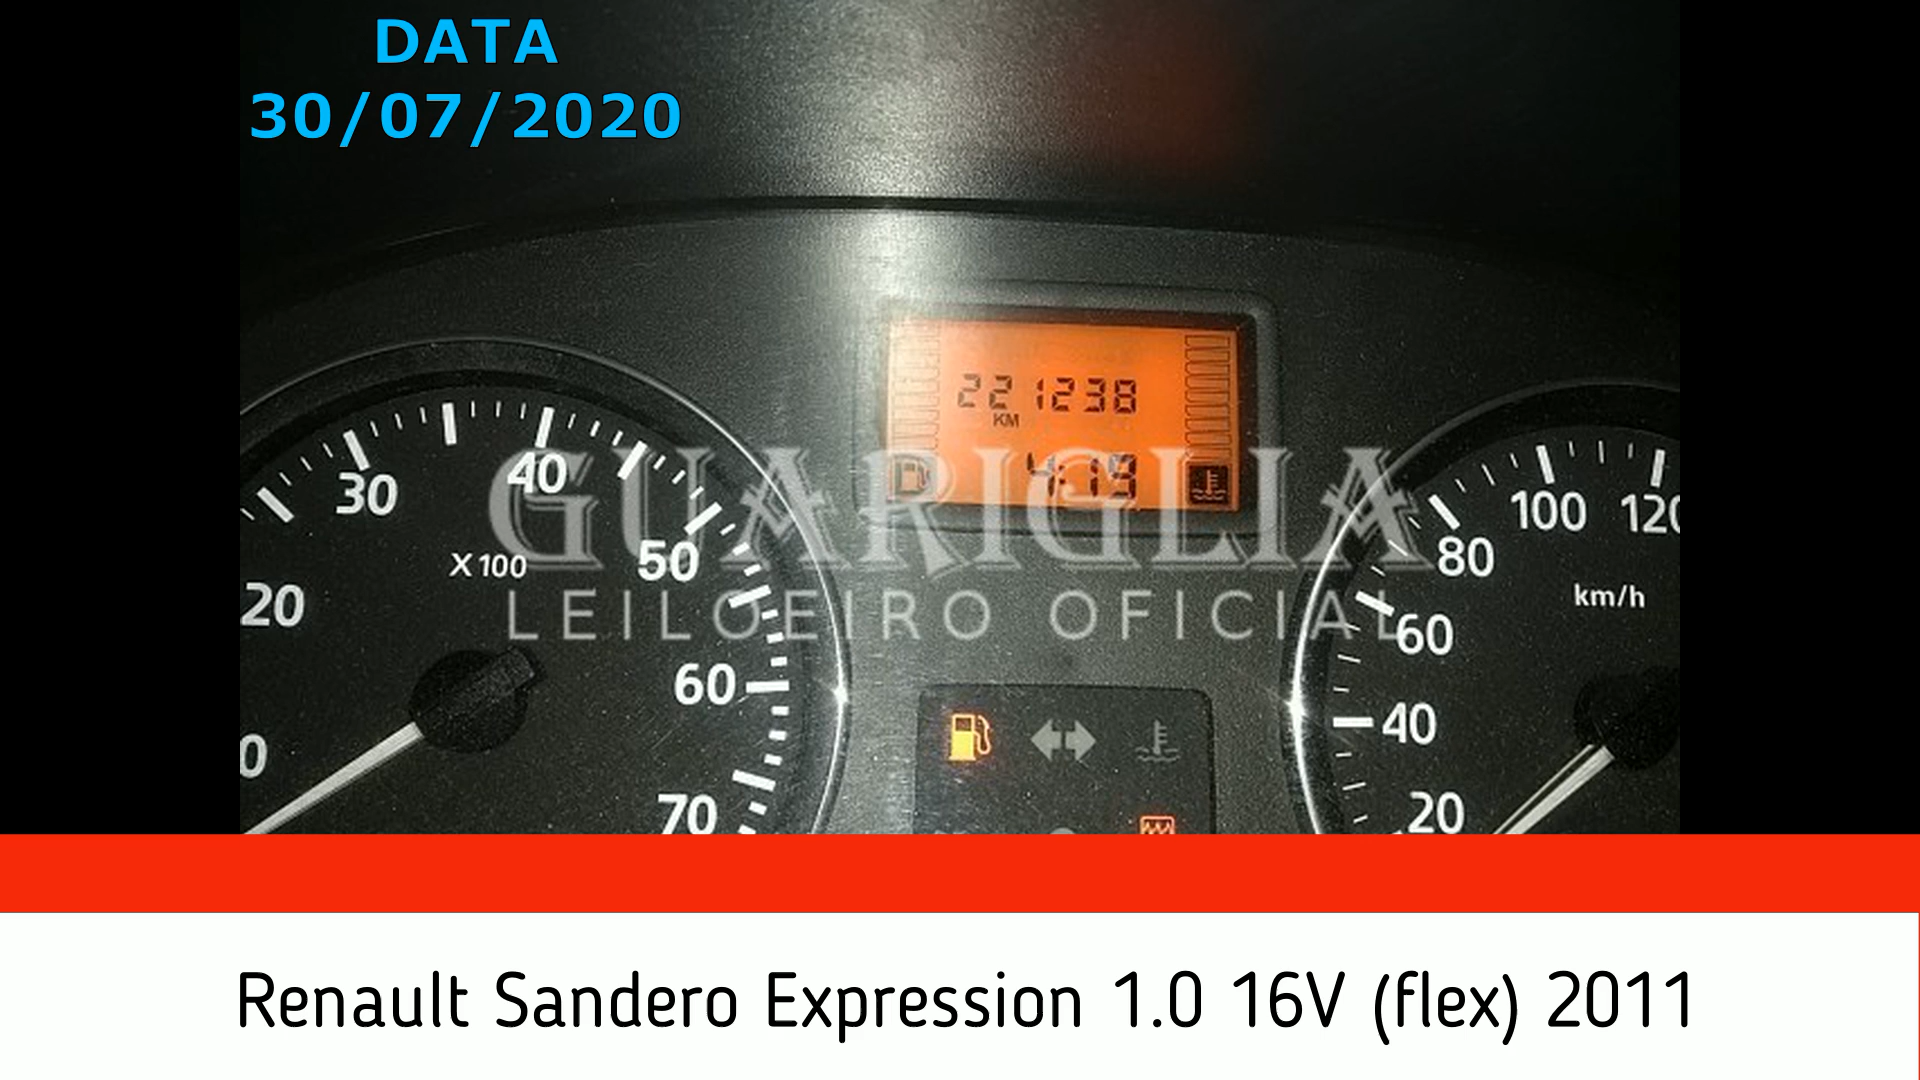 DATA
30/07/2020
221238
KM
4:19
30
40
50
20
X 100
60
0
70
100
120
80
km/h
60
40
20
GUARIGLIA
LEILOEIRO OFICIAL
Renault Sandero Expression 1.0 16V (flex) 2011